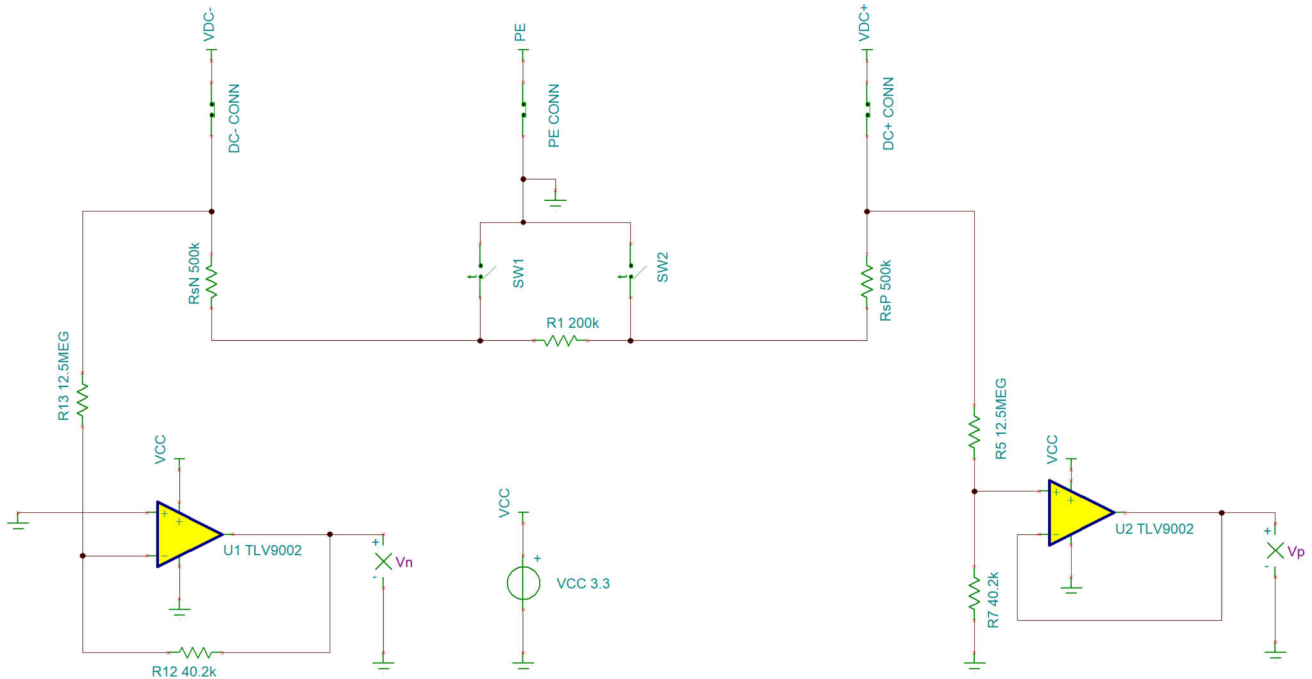 VDC-
PE
VDC+
DC- CONN
PE CONN
DC+ CONN
RsN 500k
t
SW1
t
SW2
RsP 500k
R1 200k
R13 12.5MEG
R5 12.5MEG
VCC
VCC
VCC
+
+
-
U1 TLV9002
+
Vn
-
+
VCC 3.3
+
+
-
U2 TLV9002
+
Vp
-
R7 40.2k
R12 40.2k